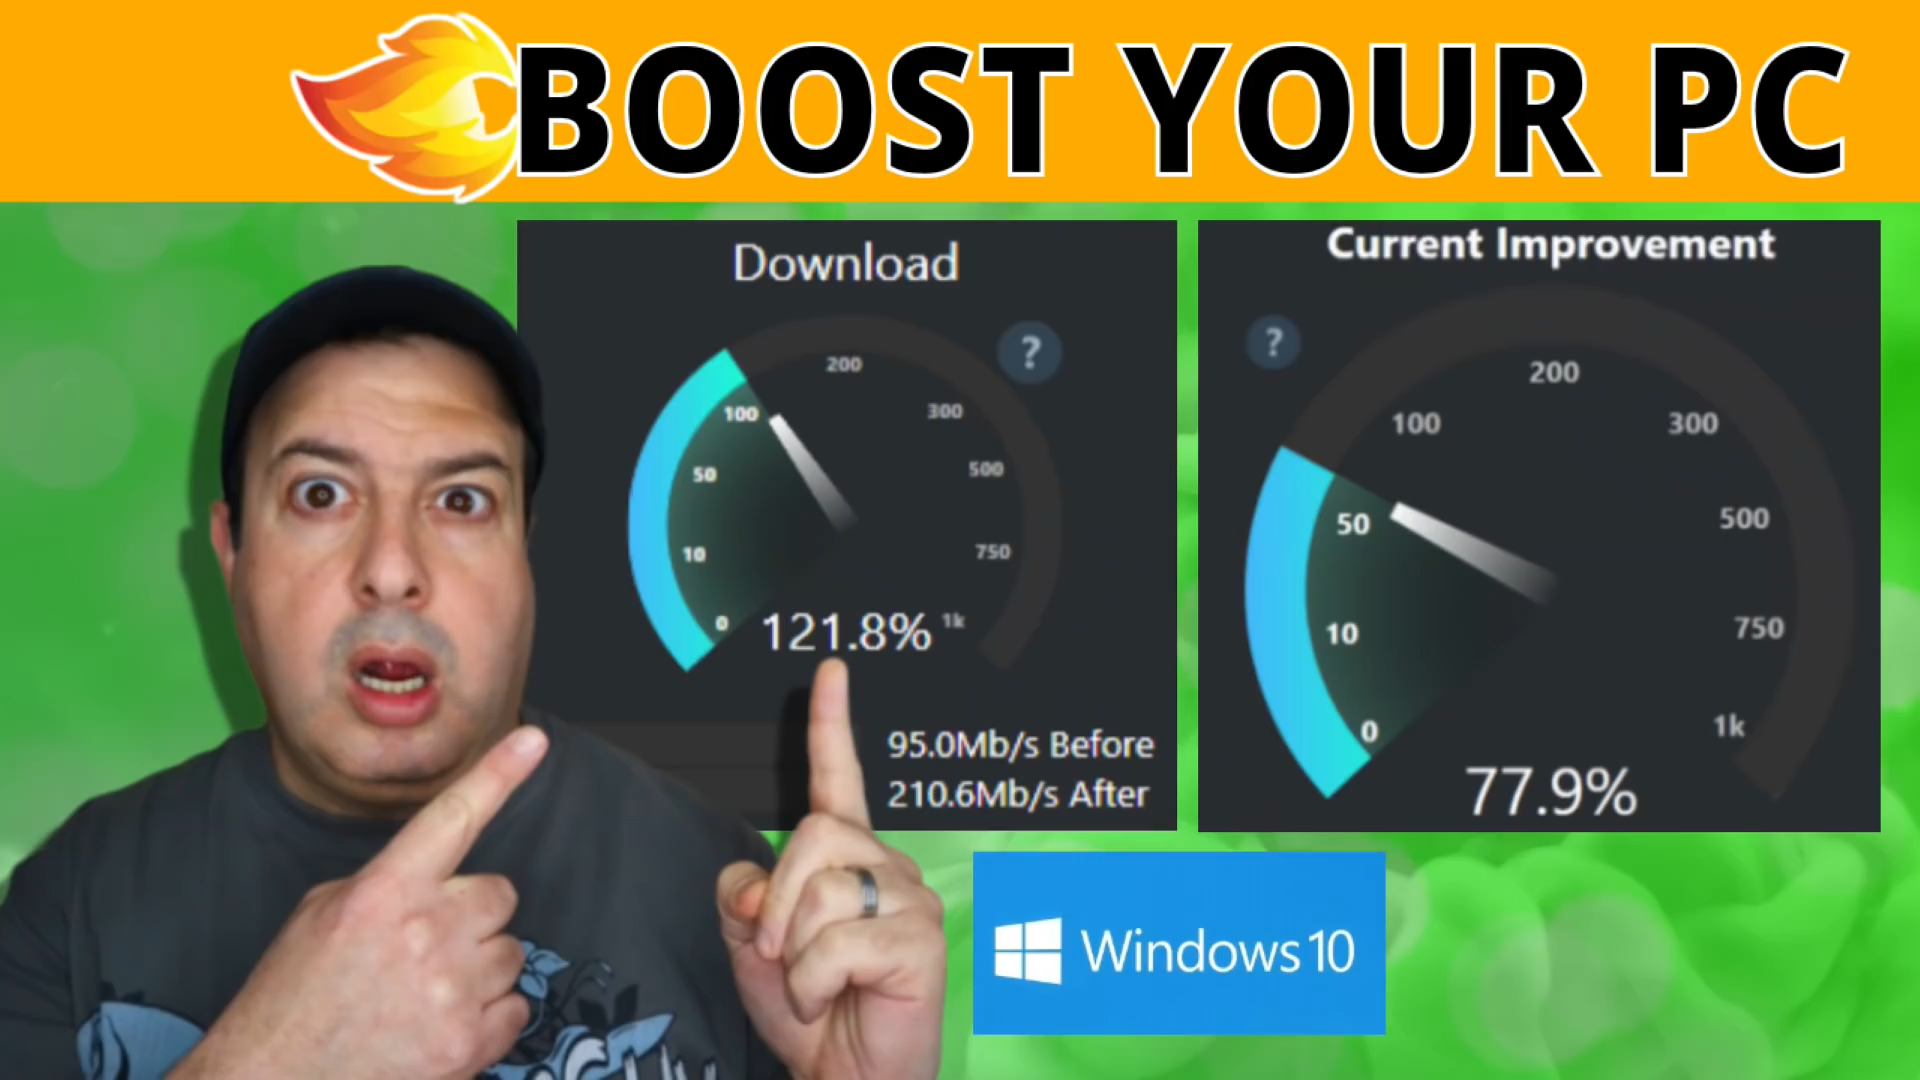 BOOST YOUR PC
Download
?
200
100
300
50
500
10
750
0
121.8%
1k
95.0Mb/s Before
210.6Mb/s After
Current Improvement
?
200
100
300
50
500
10
750
0
1k
77.9%
Windows 10